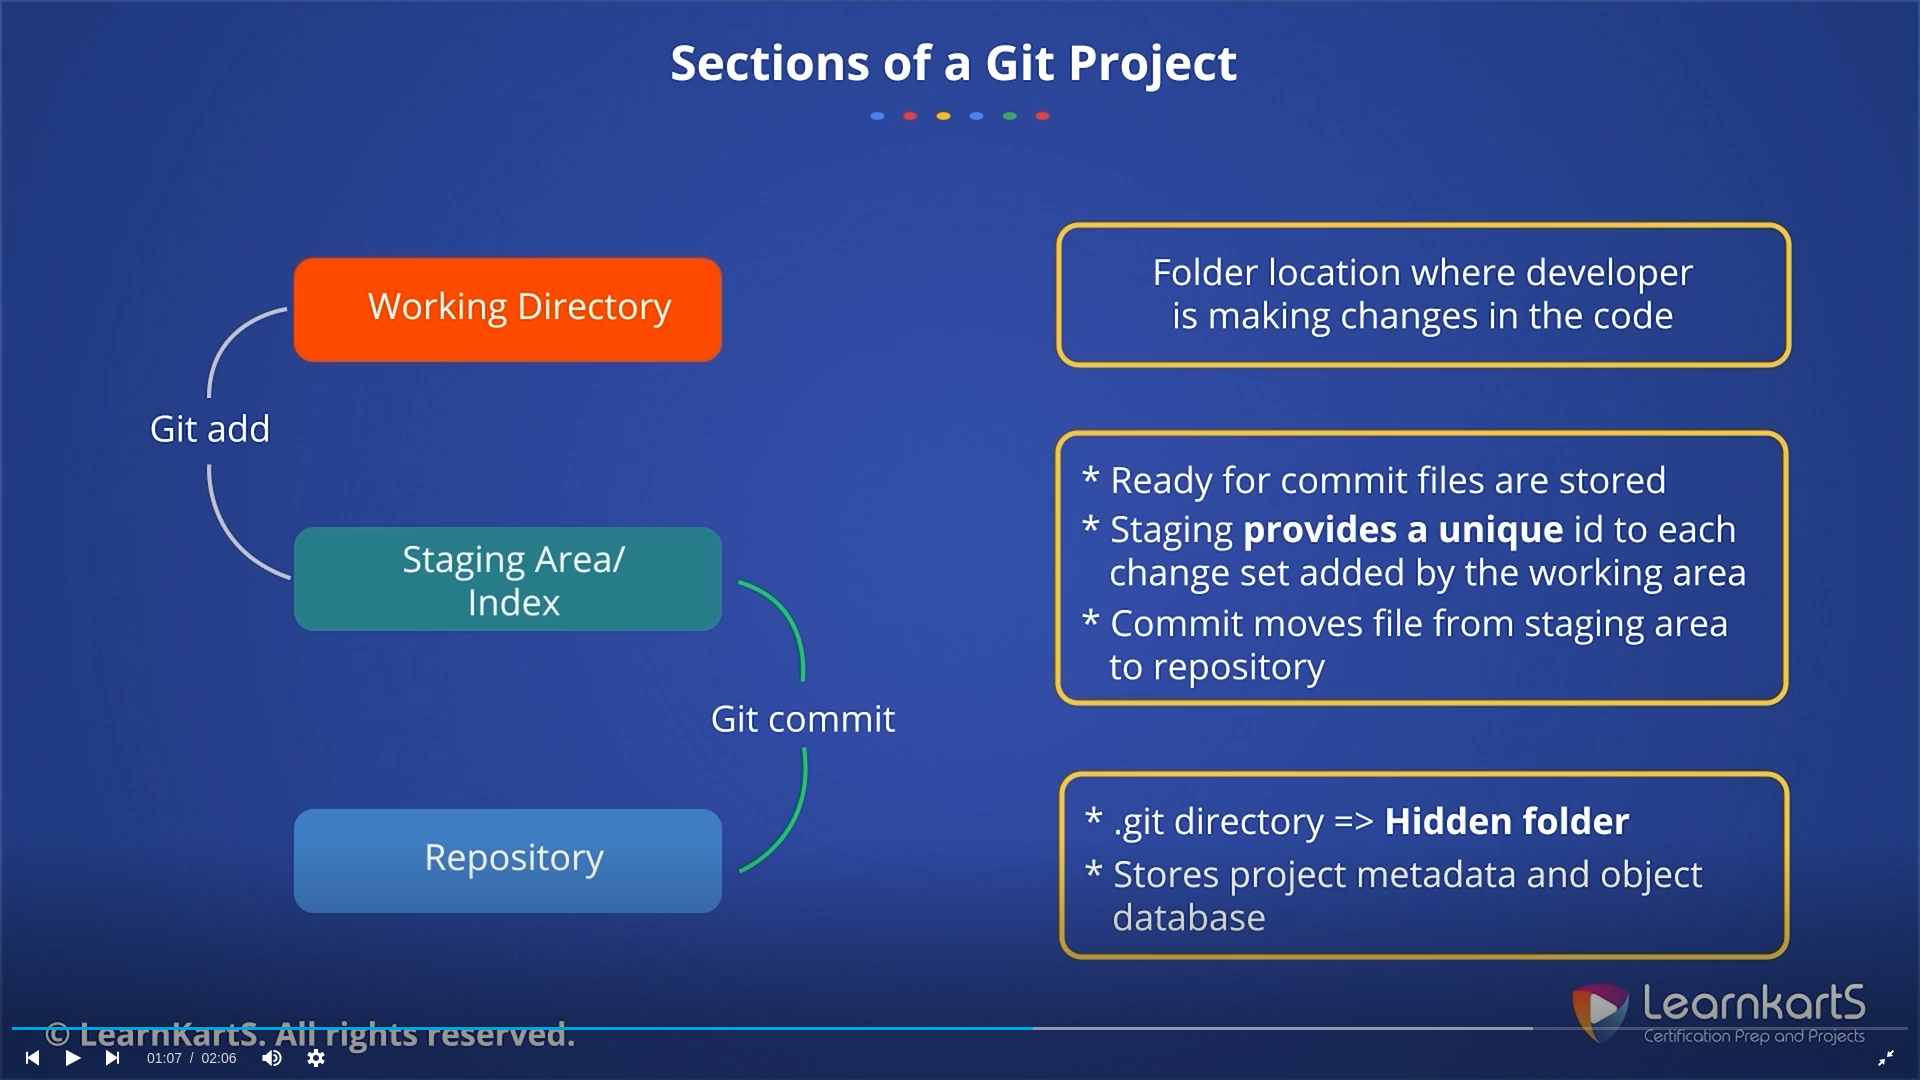 Sections of a Git Project
Working Directory
Folder location where developer
is making changes in the code
Git add
Staging Area/
Index
* Ready for commit files are stored
* Staging provides a unique id to each
change set added by the working area
* Commit moves file from staging area
to repository
Git commit
Repository
* .git directory => Hidden folder
* Stores project metadata and object
database
LearnkartS
Certification Prep and Projects
© LearnKartS. All rights reserved.
01:07 / 02:06